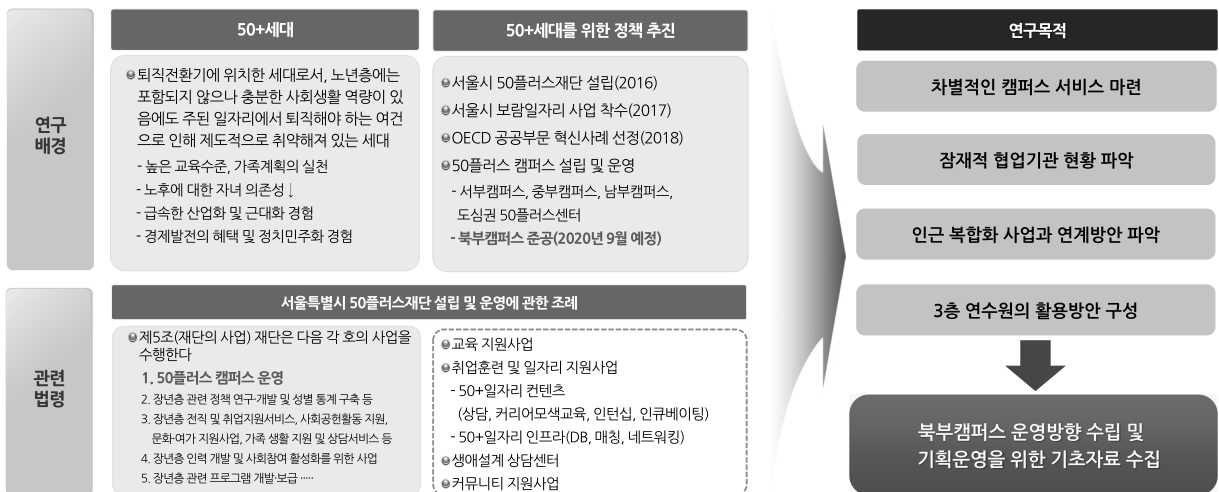 연구
배경
50+세대
●퇴직전환기에 위치한 세대로서, 노년층에는
포함되지 않으나 충분한 사회생활 역량이 있
음에도 주된 일자리에서 퇴직해야 하는 여건
으로 인해 제도적으로 취약해져 있는 세대
- 높은 교육수준, 가족계획의 실천
- 노후에 대한 자녀 의존성↓
- 급속한 산업화 및 근대화 경험
- 경제발전의 혜택 및 정치민주화 경험
50+세대를 위한 정책 추진
●서울시 50플러스재단 설립(2016)
●서울시 보람일자리 사업 착수(2017)
●OECD 공공부문 혁신사례 선정(2018)
●50플러스 캠퍼스 설립 및 운영
- 서부캠퍼스, 중부캠퍼스, 남부캠퍼스,
도심권 50플러스센터
- 북부캠퍼스 준공(2020년 9월 예정)
관련
법령
서울특별시 50플러스재단 설립 및 운영에 관한 조례
●제5조(재단의 사업) 재단은 다음 각 호의 사업을
수행한다
1. 50플러스 캠퍼스 운영
2. 장년층 관련 정책 연구·개발 및 성별 통계 구축 등
3. 장년층 전직 및 취업지원서비스, 사회공헌활동 지원,
문화·여가 지원사업, 가족 생활 지원 및 상담서비스 등
4. 장년층 인력 개발 및 사회참여 활성화를 위한 사업
5. 장년층 관련 프로그램 개발·보급 ·····
●교육 지원사업
●취업훈련 및 일자리 지원사업
- 50+일자리 컨텐츠
(상담, 커리어모색교육, 인턴십, 인큐베이팅)
- 50+일자리 인프라(DB, 매칭, 네트워킹)
●생애설계 상담센터
●커뮤니티 지원사업
연구목적
차별적인 캠퍼스 서비스 마련
잠재적 협업기관 현황 파악
인근 복합화 사업과 연계방안 파악
3층 연수원의 활용방안 구성
북부캠퍼스 운영방향 수립 및
기획운영을 위한 기초자료 수집